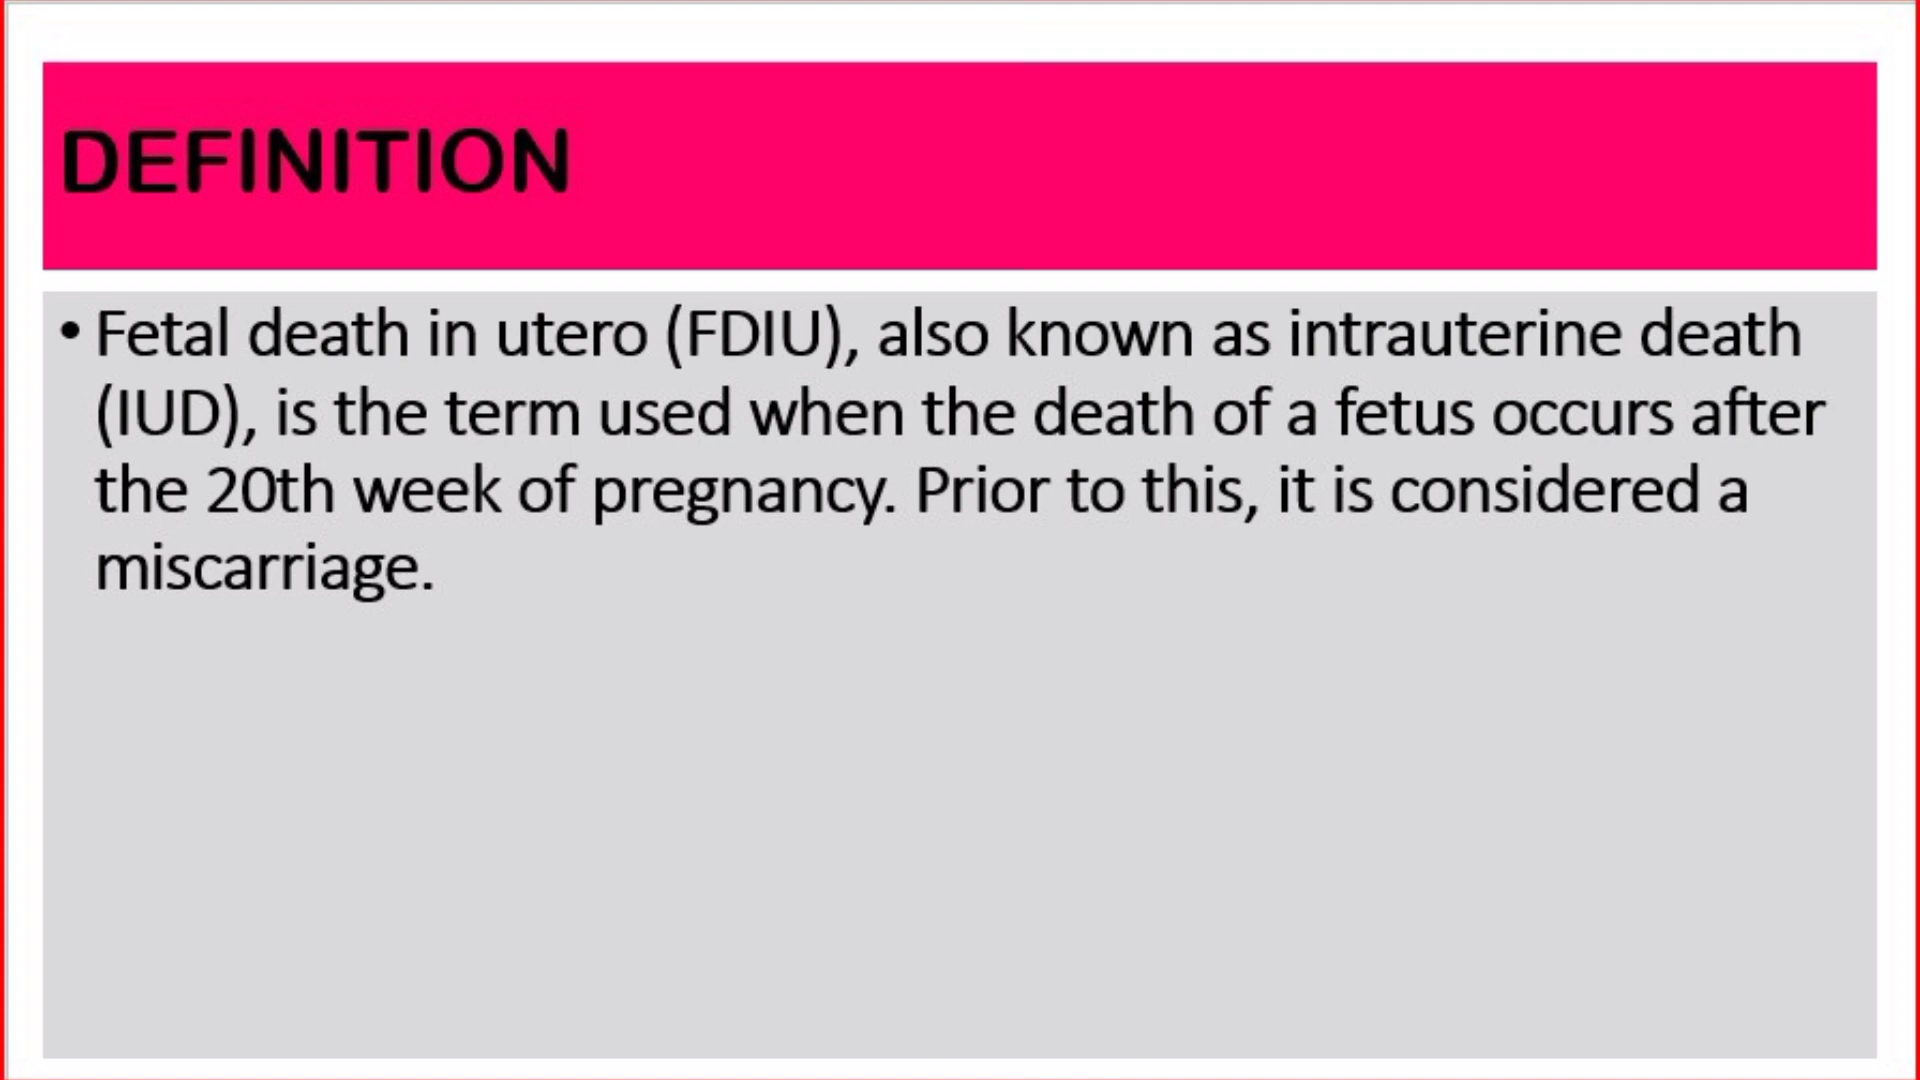 DEFINITION
• Fetal death in utero (FDIU), also known as intrauterine death
(IUD), is the term used when the death of a fetus occurs after
the 20th week of pregnancy. Prior to this, it is considered a
miscarriage.